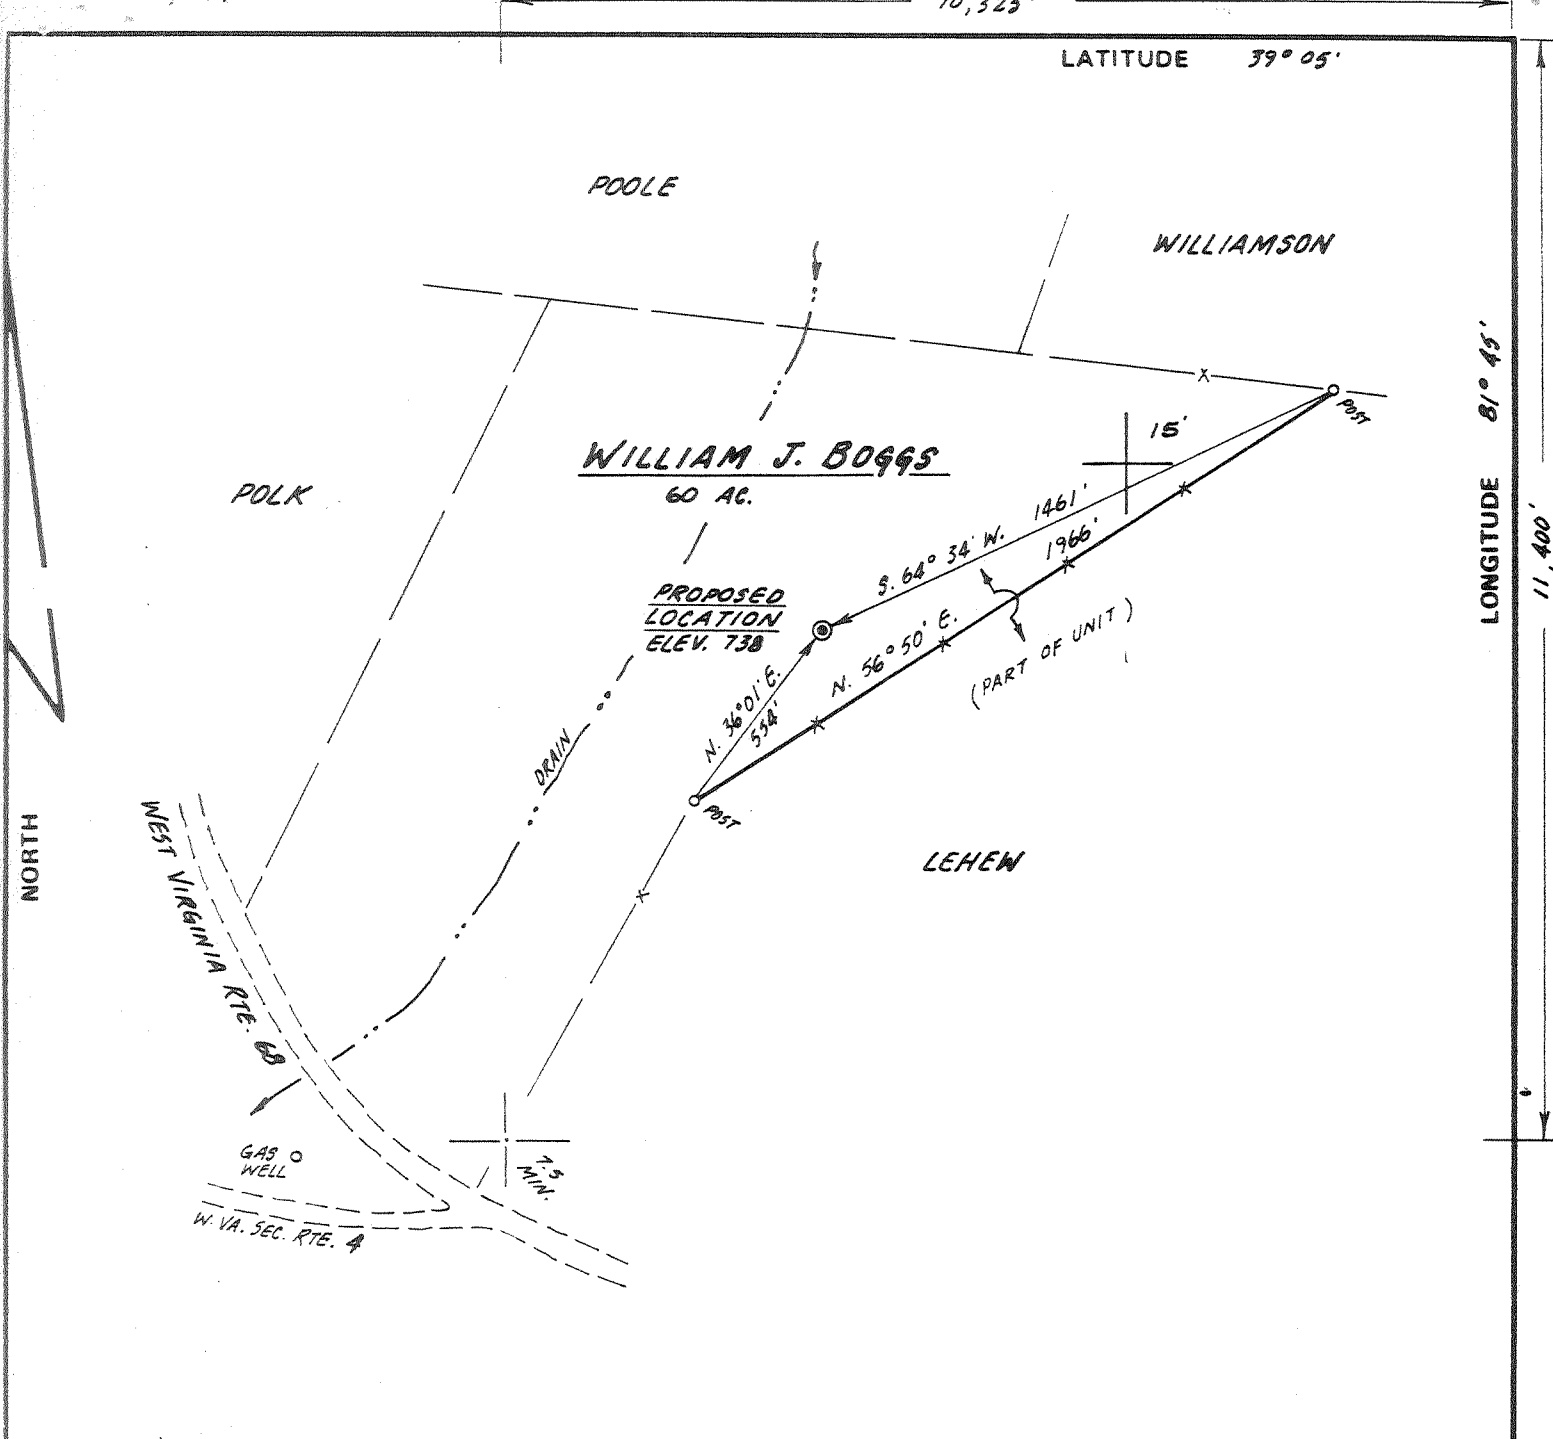 10,325'
LATITUDE 39° 05'
POOLE
WILLIAMSON
LONGITUDE 81° 45'
11,400'
POST
15'
WILLIAM J. BOGGS
60 AC.
POLK
S. 64° 34' W. 1461'
1966'
N. 56° 50' E.
PROPOSED
LOCATION
ELEV. 738
(PART OF UNIT)
N. 36° 01' E.
554'
DRAIN
POST
NORTH
WEST VIRGINIA RTE. 68
LEHEW
GAS
WELL
7.5
MIN.
W. VA. SEC. RTE. 4